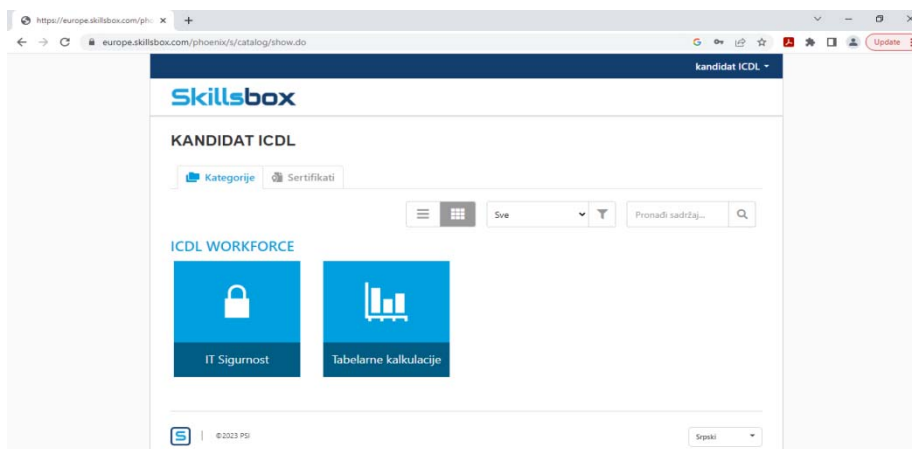 https://europe.skillsbox.com/pho
europe.skillsbox.com/phoenix/s/catalog/show.do
Update
kandidat ICDL
Skillsbox
KANDIDAT ICDL
Kategorije
Sertifikati
Sve
Pronađi sadržaj...
ICDL WORKFORCE
IT Sigurnost
Tabelarne kalkulacije
S
©2023 PSI
Srpski